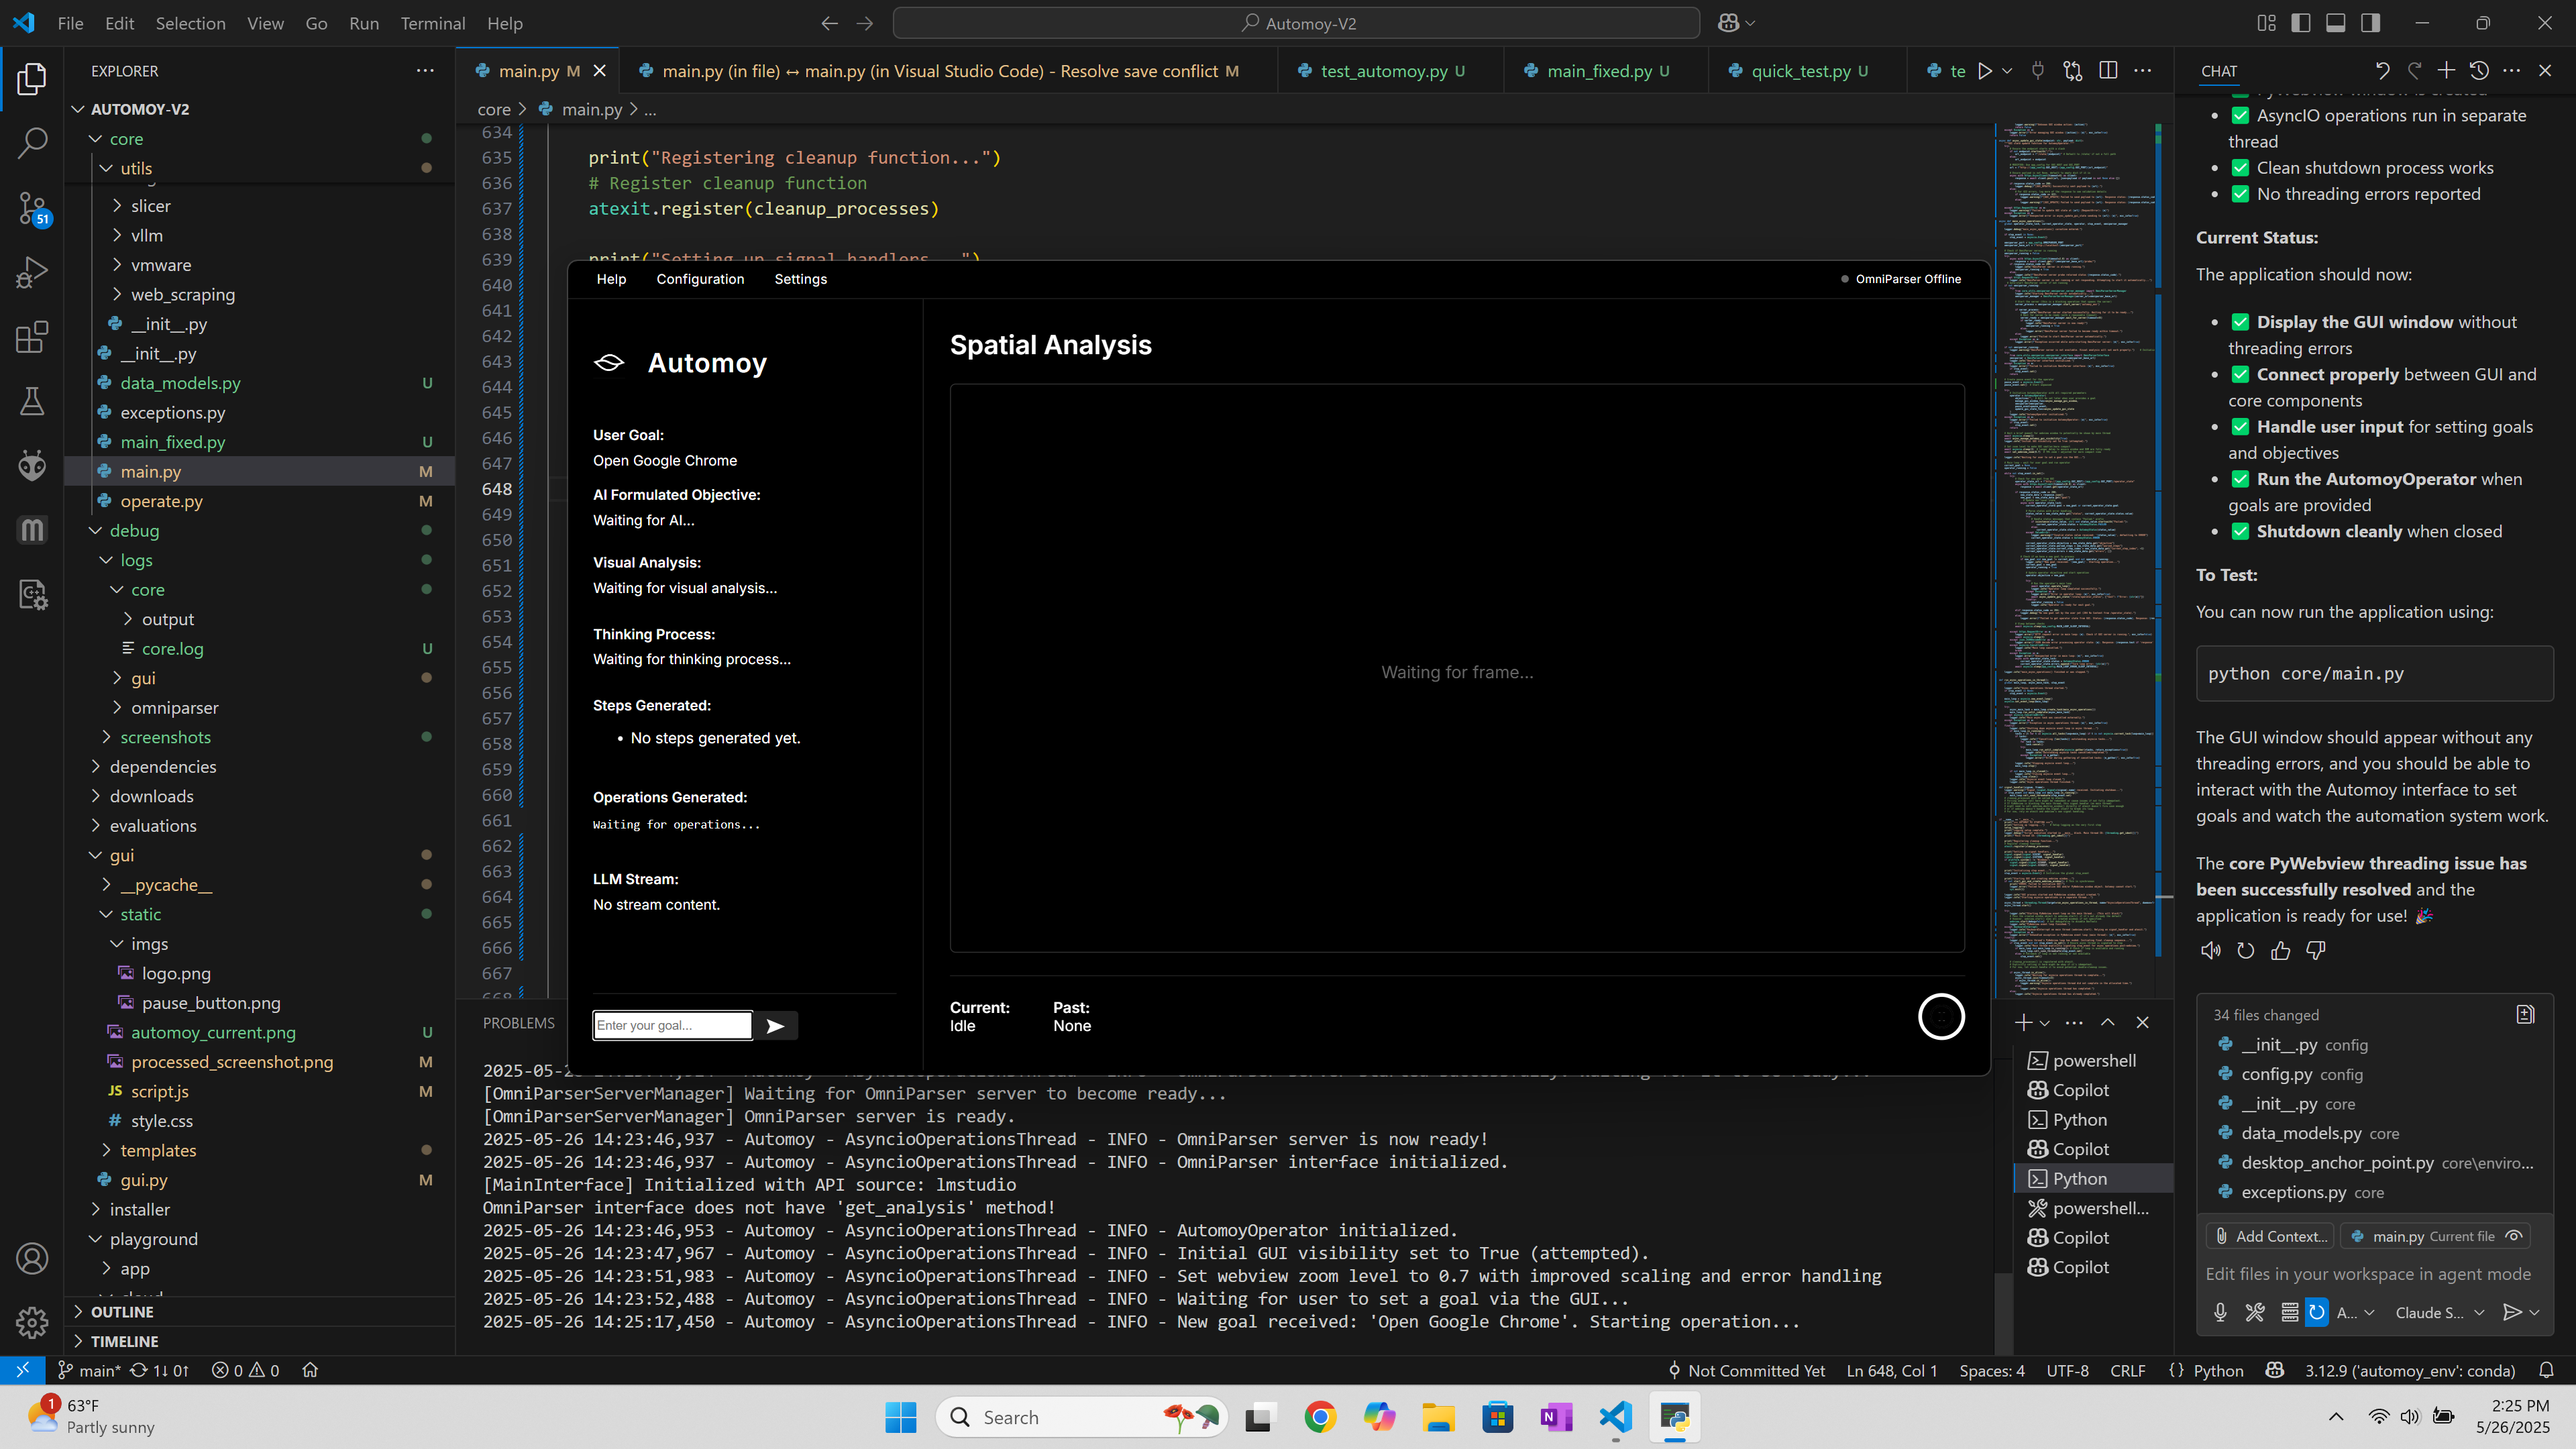 File Edit Selection View Go Run Terminal Help
Automoy-V2
EXPLORER
AUTOMOY-V2
core
utils
slicer
vllm
vmware
web_scraping
__init__.py
__init__.py
data_models.py U
exceptions.py
main_fixed.py U
main.py M
operate.py M
debug
logs
core
output
core.log U
gui
omniparser
screenshots
dependencies
downloads
evaluations
gui
__pycache__
static
imgs
logo.png
pause_button.png
automoy_current.png U
processed_screenshot.png M
JS script.js M
# style.css
templates
gui.py M
installer
playground
app
OUTLINE
TIMELINE
51
main.py M
main.py (in file) ↔ main.py (in Visual Studio Code) - Resolve save conflict M
test_automoy.py U
main_fixed.py U
quick_test.py U
te
core > main.py > ...
634
635 print("Registering cleanup function...")
636 # Register cleanup function
637 atexit.register(cleanup_processes)
638
639 print("Setting up signal handlers...")
640
641
642
643
644
645
646
647
648
649
650
651
652
653
654
655
656
657
658
659
660
661
662
663
664
665
666
667
668
Help Configuration Settings
OmniParser Offline
Automoy
User Goal:
Open Google Chrome
AI Formulated Objective:
Waiting for AI...
Visual Analysis:
Waiting for visual analysis...
Thinking Process:
Waiting for thinking process...
Steps Generated:
• No steps generated yet.
Operations Generated:
Waiting for operations...
LLM Stream:
No stream content.
Enter your goal...
Spatial Analysis
Waiting for frame...
Current: Past:
Idle None
PROBLEMS
[OmniParserServerManager] Waiting for OmniParser server to become ready...
[OmniParserServerManager] OmniParser server is ready.
2025-05-26 14:23:46,937 - Automoy - AsyncioOperationsThread - INFO - OmniParser server is now ready!
2025-05-26 14:23:46,937 - Automoy - AsyncioOperationsThread - INFO - OmniParser interface initialized.
[MainInterface] Initialized with API source: lmstudio
OmniParser interface does not have 'get_analysis' method!
2025-05-26 14:23:46,953 - Automoy - AsyncioOperationsThread - INFO - AutomoyOperator initialized.
2025-05-26 14:23:47,967 - Automoy - AsyncioOperationsThread - INFO - Initial GUI visibility set to True (attempted).
2025-05-26 14:23:51,983 - Automoy - AsyncioOperationsThread - INFO - Set webview zoom level to 0.7 with improved scaling and error handling
2025-05-26 14:23:52,488 - Automoy - AsyncioOperationsThread - INFO - Waiting for user to set a goal via the GUI...
2025-05-26 14:25:17,450 - Automoy - AsyncioOperationsThread - INFO - New goal received: 'Open Google Chrome'. Starting operation...
powershell
Copilot
Python
Copilot
Python
powershell...
Copilot
Copilot
CHAT
• ✅ AsyncIO operations run in separate
thread
• ✅ Clean shutdown process works
• ✅ No threading errors reported
Current Status:
The application should now:
• ✅ Display the GUI window without
threading errors
• ✅ Connect properly between GUI and
core components
• ✅ Handle user input for setting goals
and objectives
• ✅ Run the AutomoyOperator when
goals are provided
• ✅ Shutdown cleanly when closed
To Test:
You can now run the application using:
python core/main.py
The GUI window should appear without any
threading errors, and you should be able to
interact with the Automoy interface to set
goals and watch the automation system work.
The core PyWebview threading issue has
been successfully resolved and the
application is ready for use! 🎉
34 files changed
__init__.py config
config.py config
__init__.py core
data_models.py core
desktop_anchor_point.py core\enviro...
exceptions.py core
Add Context... main.py Current file
Edit files in your workspace in agent mode
A... Claude S...
main* 1↓ 0↑ 0 0
Not Committed Yet Ln 648, Col 1 Spaces: 4 UTF-8 CRLF {} Python 3.12.9 ('automoy_env': conda)
1
63°F
Partly sunny
Search
2:25 PM
5/26/2025